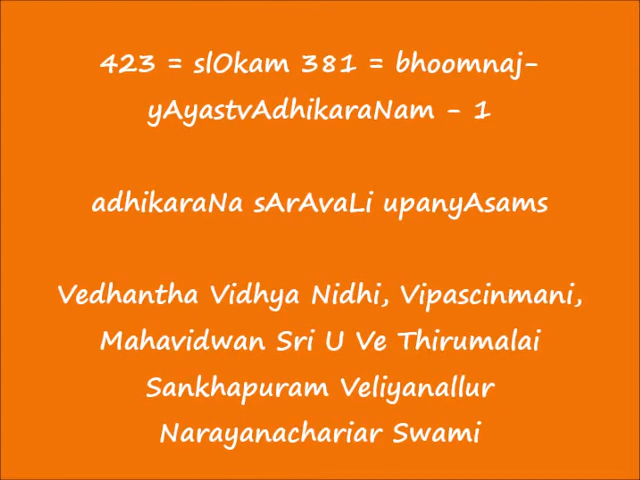 423 = slOkam 381 = bhoomnaj-
yAyastvAdhikaraNam - 1
adhikaraNa sArAvaLi upanyAsams
Vedhantha Vidhya Nidhi, Vipascinmani,
Mahavidwan Sri U Ve Thirumalai
Sankhapuram Veliyanallur
Narayanachariar Swami